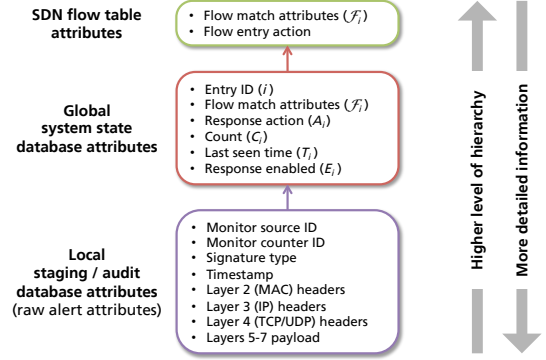 SDN flow table
attributes
• Flow match attributes (ℱi)
• Flow entry action
Global
system state
database attributes
• Entry ID (i)
• Flow match attributes (ℱi)
• Response action (Ai)
• Count (Ci)
• Last seen time (Ti)
• Response enabled (Ei)
Local
staging / audit
database attributes
(raw alert attributes)
• Monitor source ID
• Monitor counter ID
• Signature type
• Timestamp
• Layer 2 (MAC) headers
• Layer 3 (IP) headers
• Layer 4 (TCP/UDP) headers
• Layers 5-7 payload
Higher level of hierarchy
More detailed information